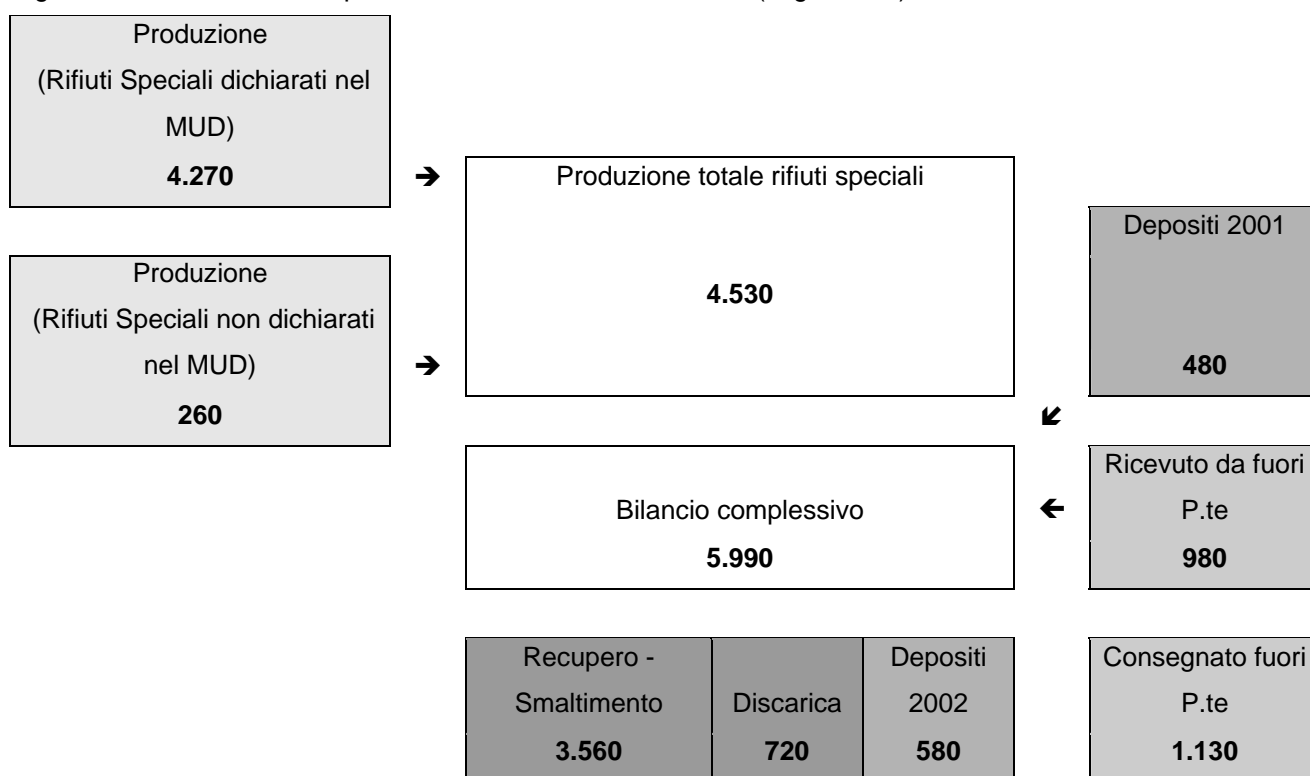 Produzione
(Rifiuti Speciali dichiarati nel
MUD)
4.270
➔
Produzione totale rifiuti speciali
4.530
Depositi 2001
480
Produzione
(Rifiuti Speciali non dichiarati
nel MUD)
260
➔
Bilancio complessivo
5.990
Ricevuto da fuori
P.te
980
Recupero -
Smaltimento
3.560
Discarica
720
Depositi
2002
580
Consegnato fuori
P.te
1.130